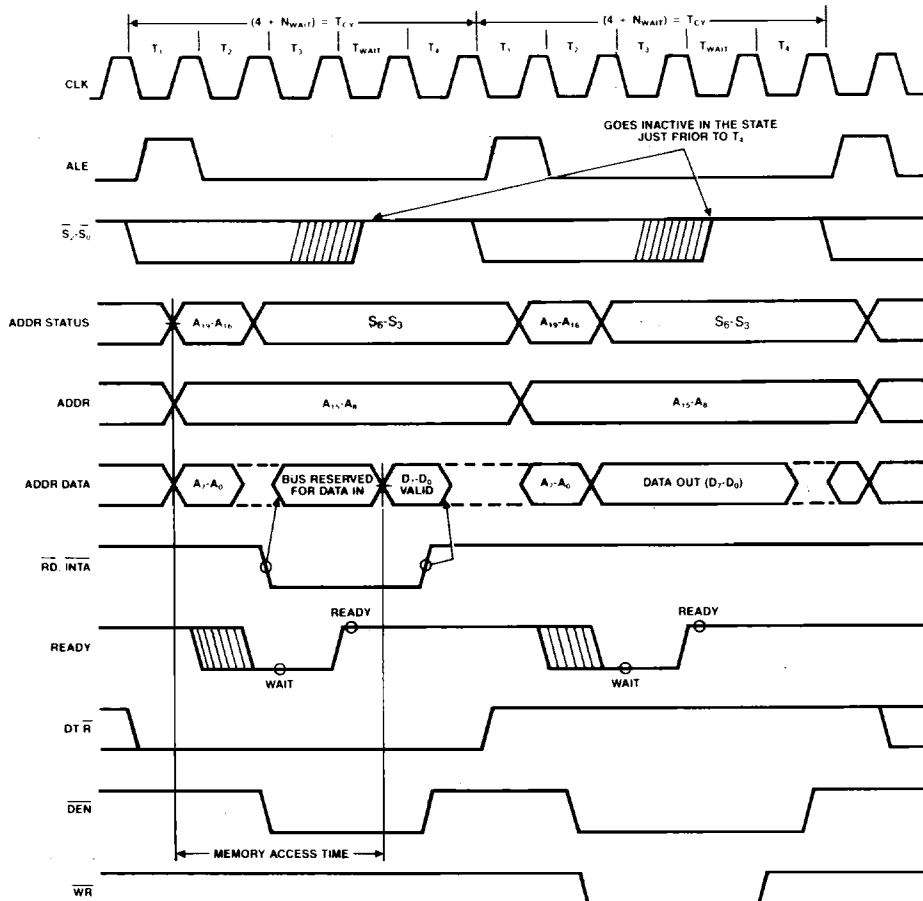 (4 + NWAIT) = TCY (4 + NWAIT) = TCY
T1 T2 T3 TWAIT T4 T1 T2 T3 TWAIT T4
CLK
GOES INACTIVE IN THE STATE
JUST PRIOR TO T4
ALE
S2-S0
ADDR STATUS A19-A16 S6-S3 A19-A16 S6-S3
ADDR A15-A8 A15-A8
ADDR DATA A7-A0 BUS RESERVED
FOR DATA IN D7-D0
VALID A7-A0 DATA OUT (D7-D0)
RD, INTA
READY READY
READY
WAIT WAIT
DT R
DEN
MEMORY ACCESS TIME
WR